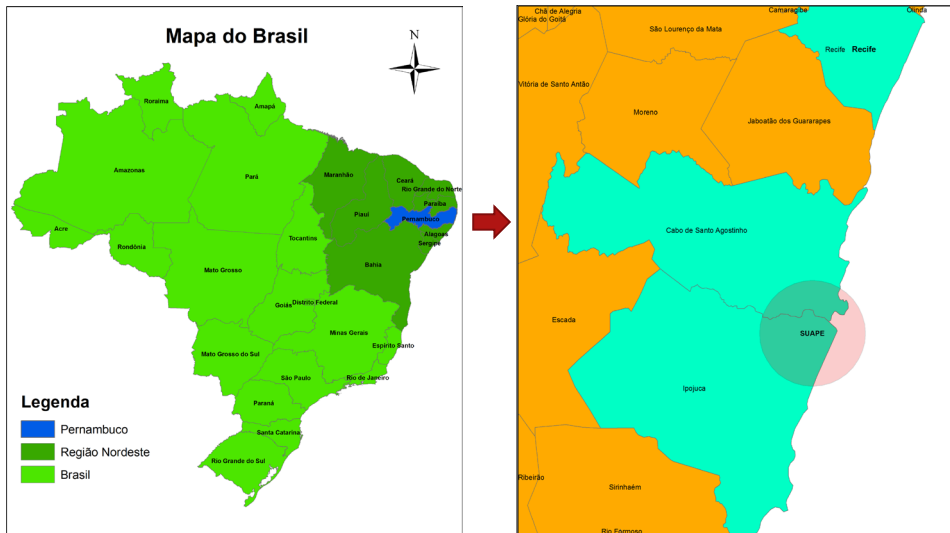 Mapa do Brasil
N
Roraima
Amapá
Amazonas
Pará
Maranhão
Ceará
Rio Grande do Norte
Paraíba
Piauí
Pernambuco
Acre
Alagoas
Sergipe
Tocantins
Rondônia
Bahia
Mato Grosso
Goiás
Distrito Federal
Minas Gerais
Espírito Santo
Mato Grosso do Sul
São Paulo
Rio de Janeiro
Paraná
Santa Catarina
Rio Grande do Sul
Legenda
Pernambuco
Região Nordeste
Brasil
Chã de Alegria
Glória do Goitá
Camaragibe
Olinda
São Lourenço da Mata
Recife
Recife
Vitória de Santo Antão
Moreno
Jaboatão dos Guararapes
Cabo de Santo Agostinho
Escada
SUAPE
Ipojuca
Ribeirão
Sirinhaém
Rio Formoso